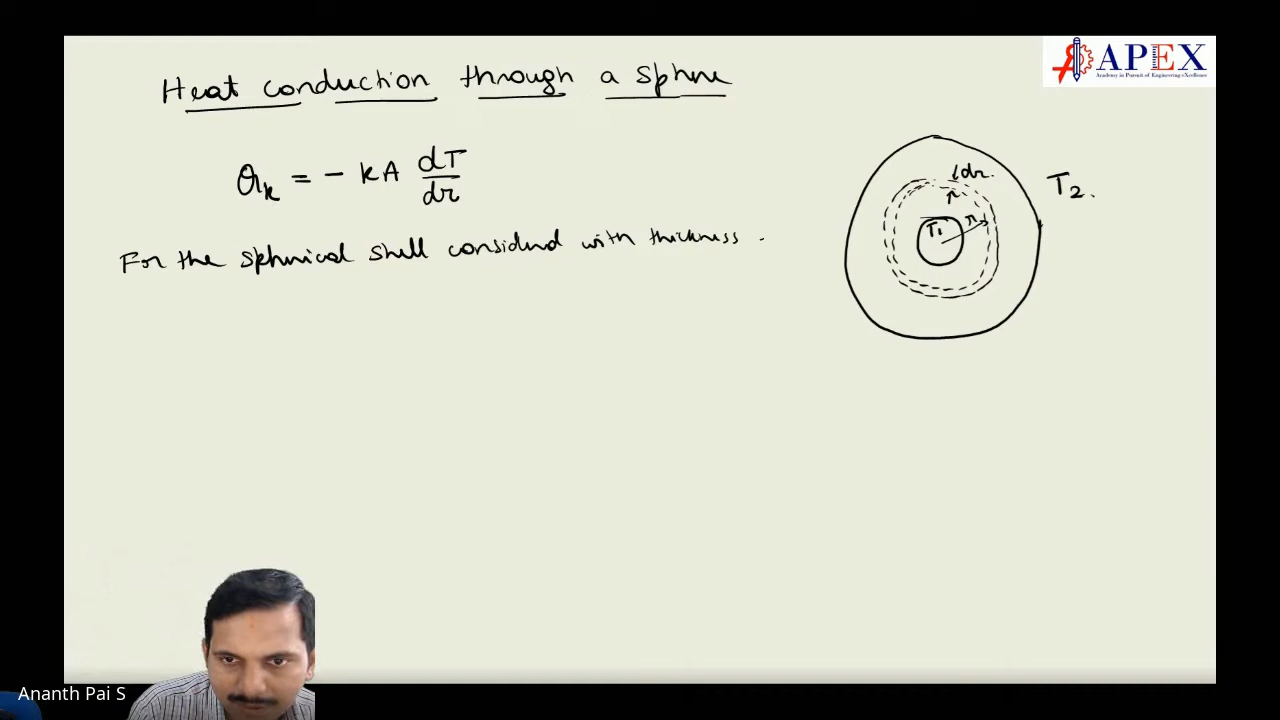 APEX
Academy in Pursuit of Engineering eXcellence
Heat conduction through a sphere
Qk = - kA dT/dr
dr.
T2.
r
T1
For the spherical shell considered with thickness .
Ananth Pai S